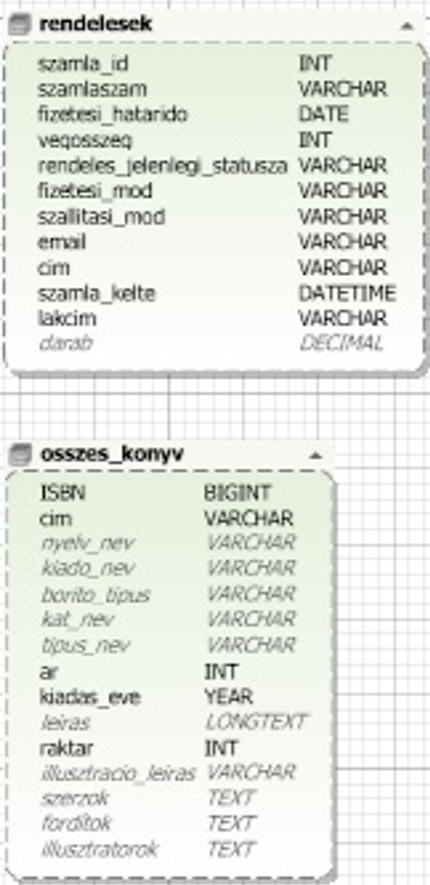 rendelesek
szamla_id INT
szamlaszam VARCHAR
fizetesi_hatarido DATE
vegosszeg INT
rendeles_jelenlegi_statusza VARCHAR
fizetesi_mod VARCHAR
szallitasi_mod VARCHAR
email VARCHAR
cim VARCHAR
szamla_kelte DATETIME
lakcim VARCHAR
darab DECIMAL
osszes_konyv
ISBN BIGINT
cim VARCHAR
nyelv_nev VARCHAR
kiado_nev VARCHAR
borito_tipus VARCHAR
kat_nev VARCHAR
tipus_nev VARCHAR
ar INT
kiadas_eve YEAR
leiras LONGTEXT
raktar INT
illusztracio_leiras VARCHAR
szerzok TEXT
forditok TEXT
illusztratorok TEXT